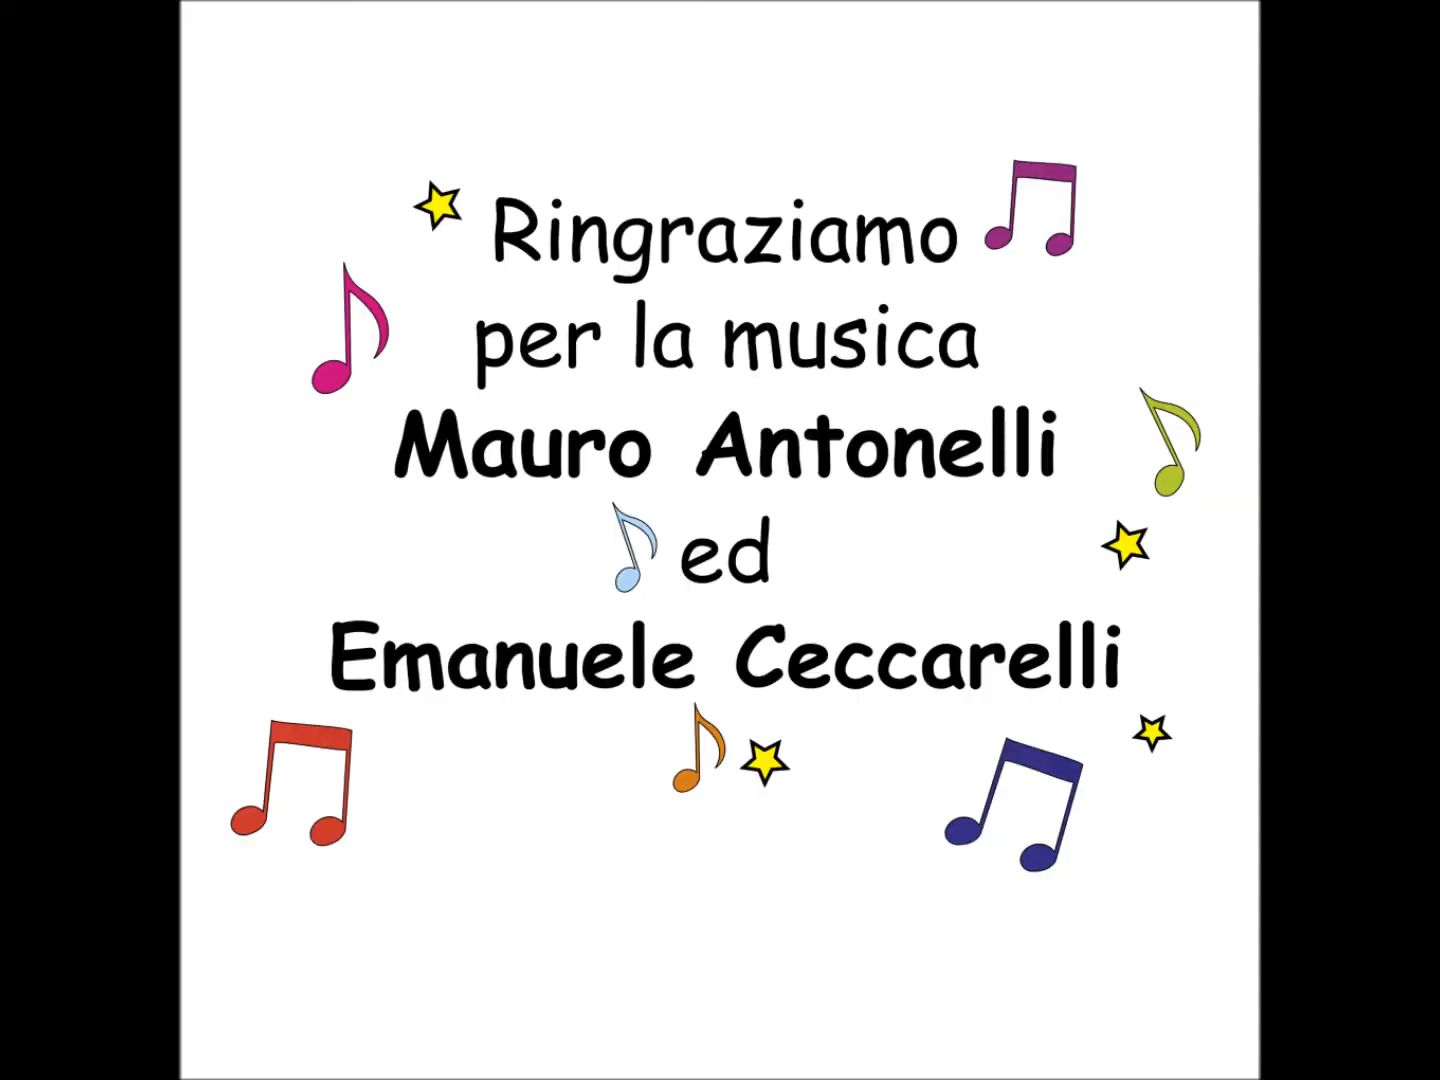 Ringraziamo
per la musica
Mauro Antonelli
ed
Emanuele Ceccarelli